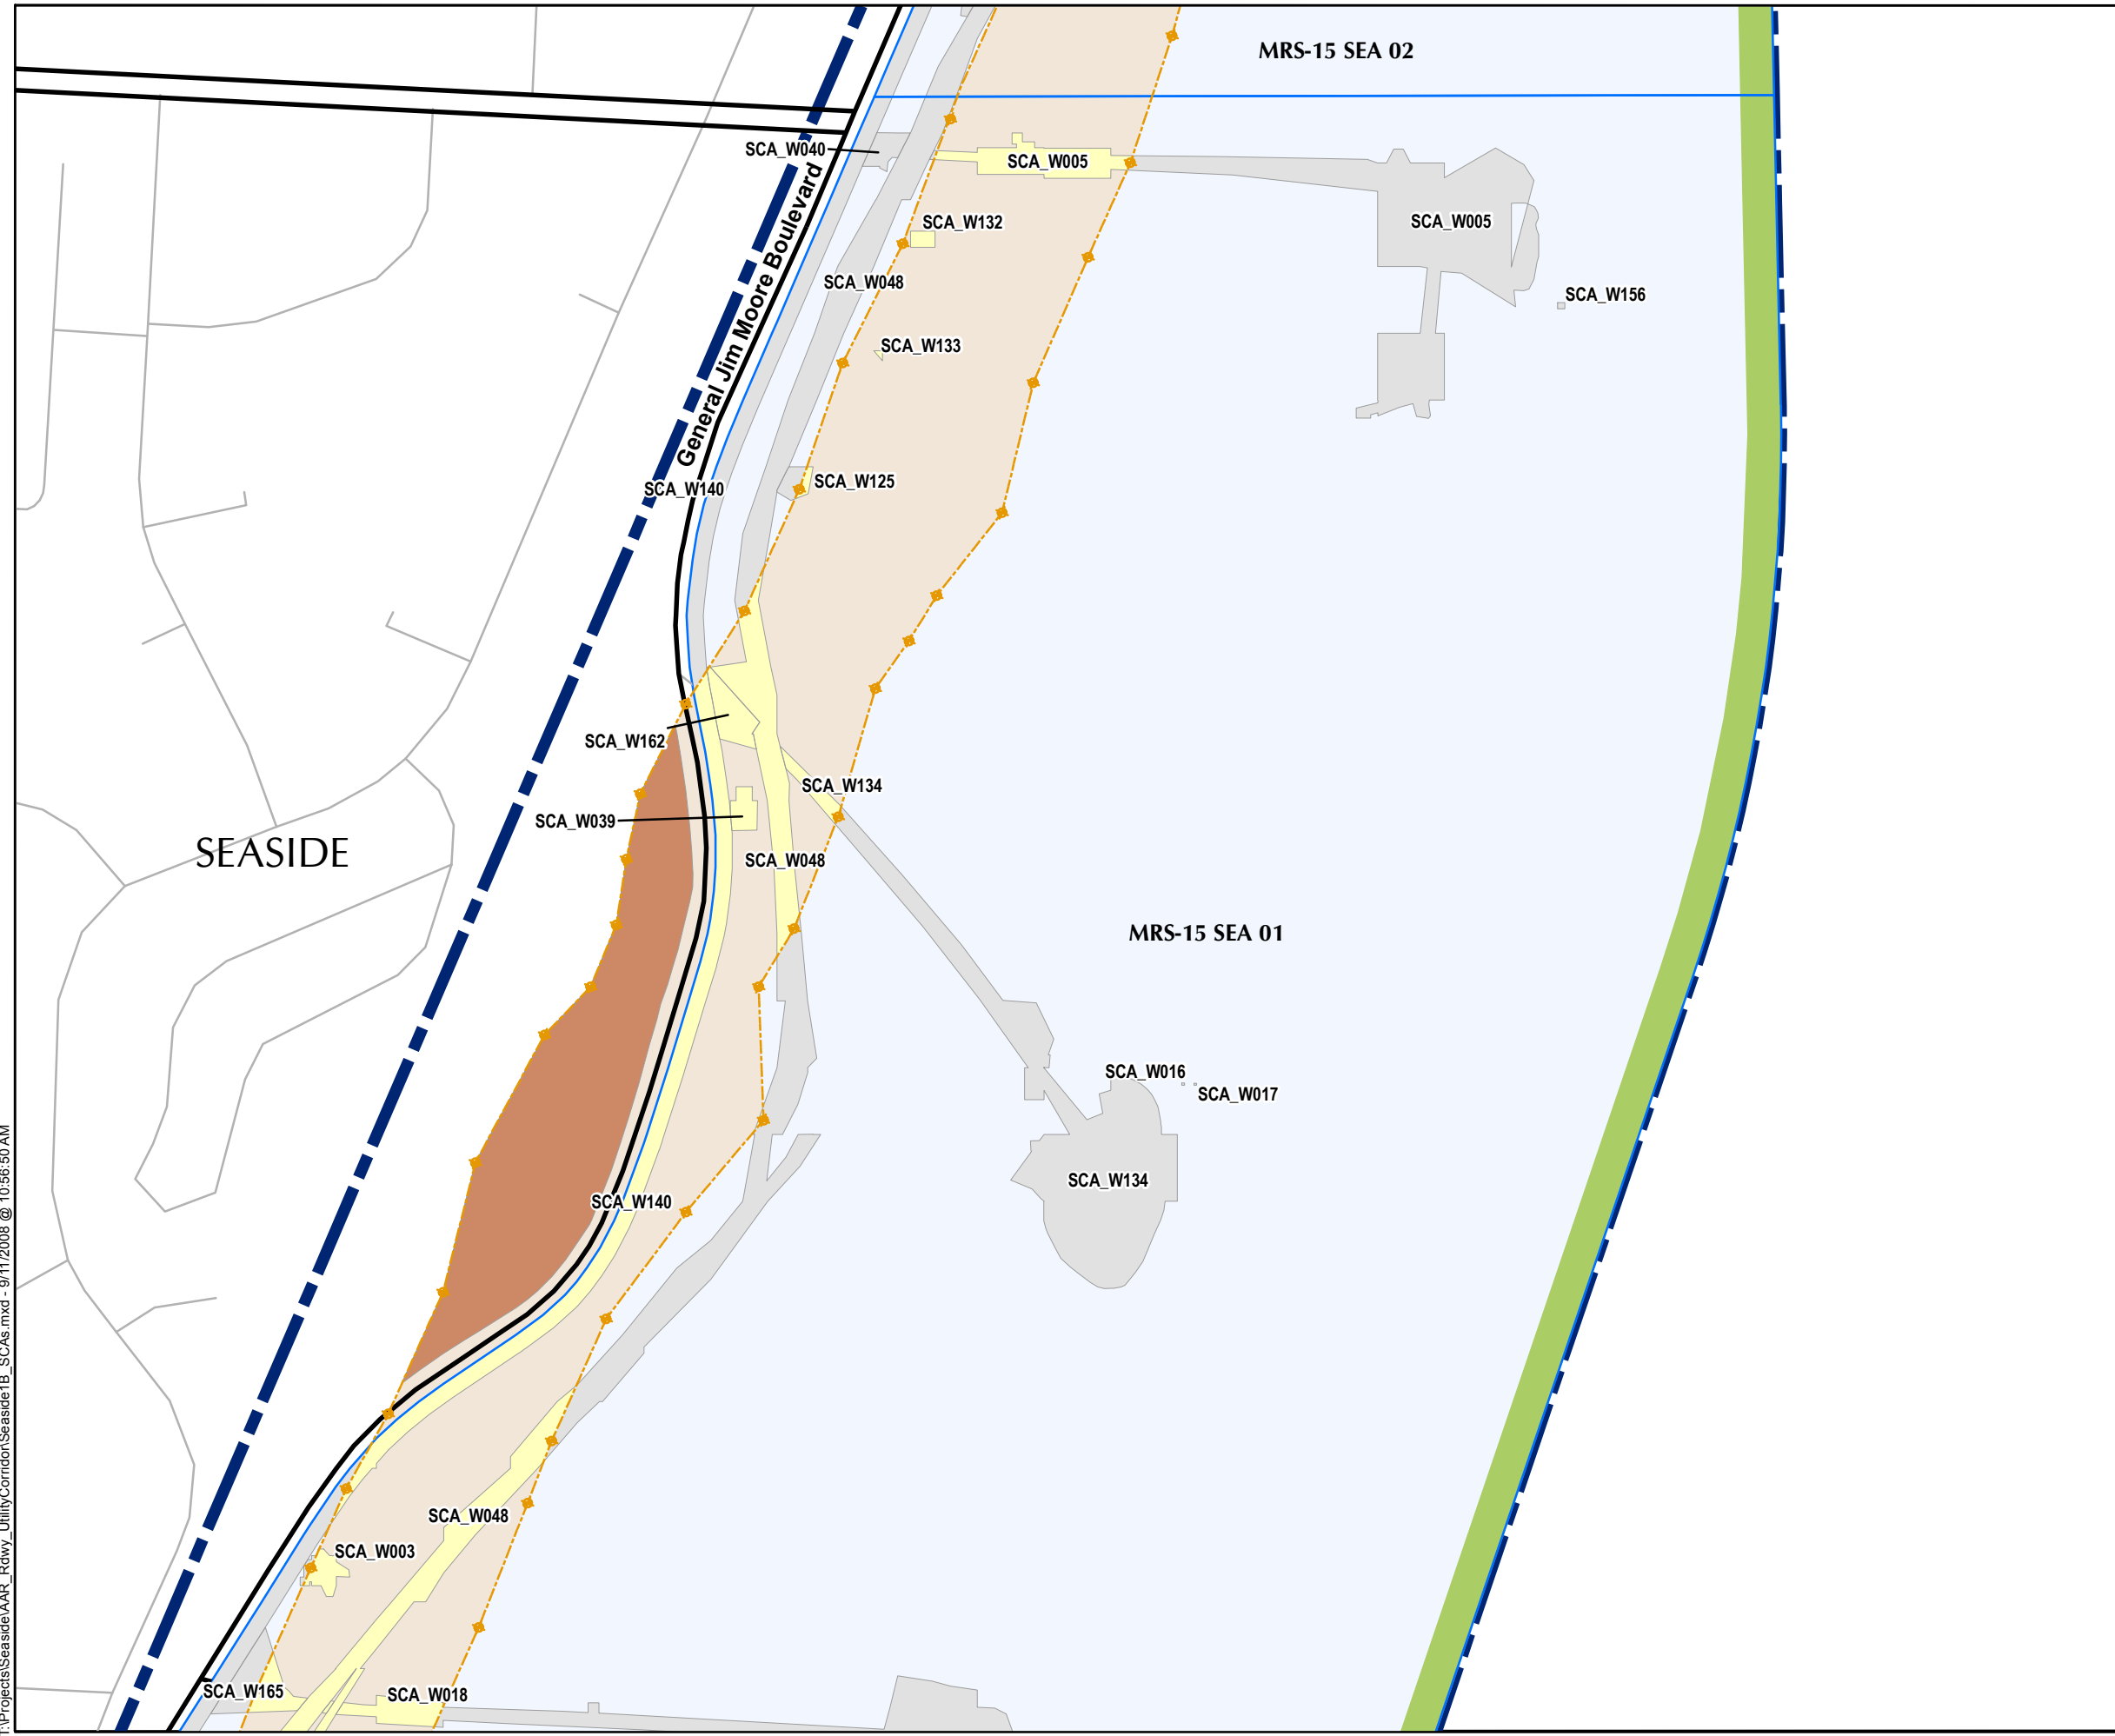 MRS-15 SEA 02
SCA_W040
SCA_W005
SCA_W005
SCA_W132
General Jim Moore Boulevard
SCA_W048
SCA_W156
SCA_W133
SCA_W125
SCA_W140
SCA_W162
SCA_W134
SCA_W039
SEASIDE
SCA_W048
MRS-15 SEA 01
SCA_W016
SCA_W017
SCA_W134
SCA_W140
SCA_W048
SCA_W003
SCA_W165
SCA_W018
T:\Projects\Seaside\AAR_Rdwy_UtilityCorridor\Seaside1B_SCAs.mxd - 9/11/2008 @ 10:56:50 AM